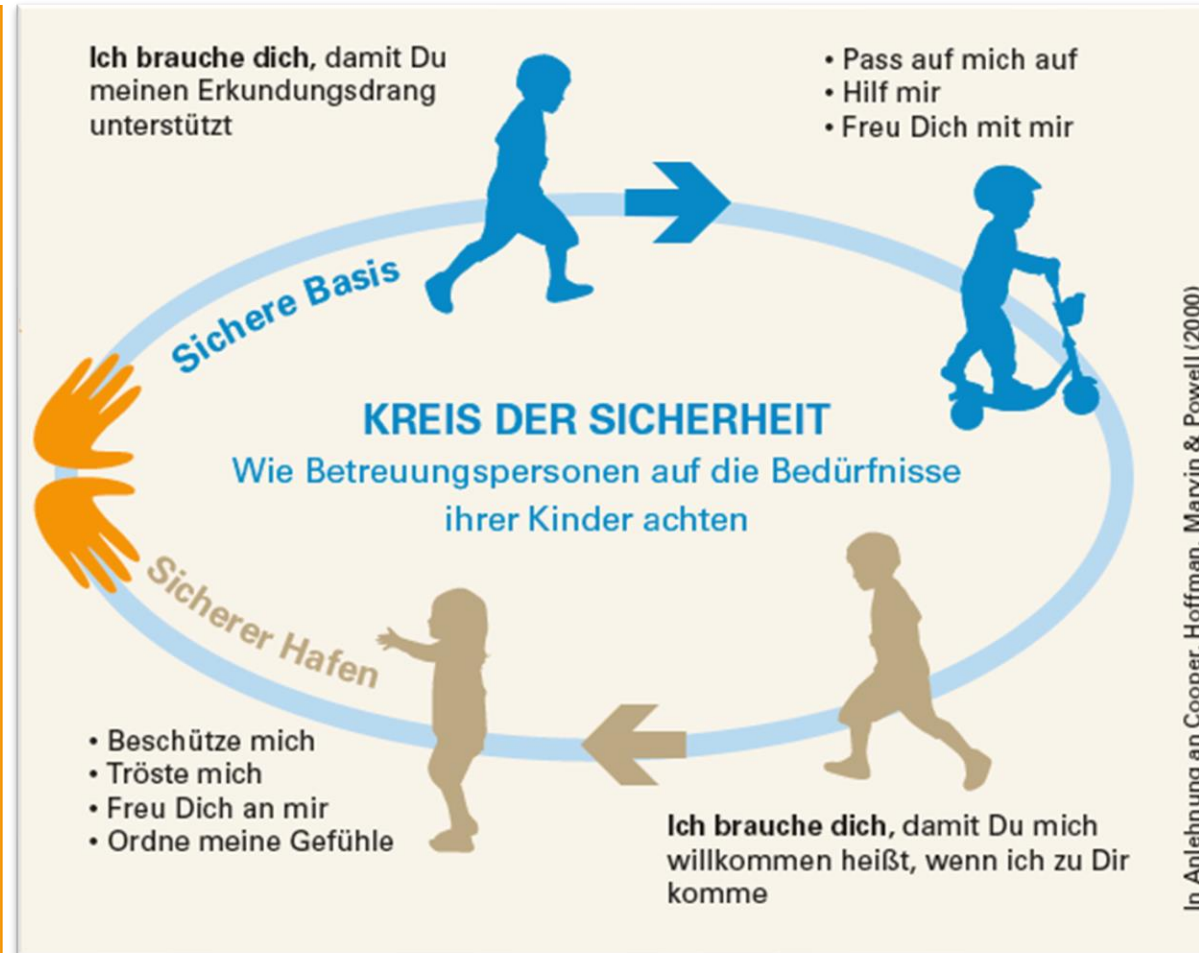 Ich brauche dich, damit Du
meinen Erkundungsdrang
unterstützt
• Pass auf mich auf
• Hilf mir
• Freu Dich mit mir
Sichere Basis
KREIS DER SICHERHEIT
Wie Betreuungspersonen auf die Bedürfnisse
ihrer Kinder achten
Sicherer Hafen
• Beschütze mich
• Tröste mich
• Freu Dich an mir
• Ordne meine Gefühle
Ich brauche dich, damit Du mich
willkommen heißt, wenn ich zu Dir
komme
In Anlehnung an Cooper, Hoffman, Marvin & Powell (2000)